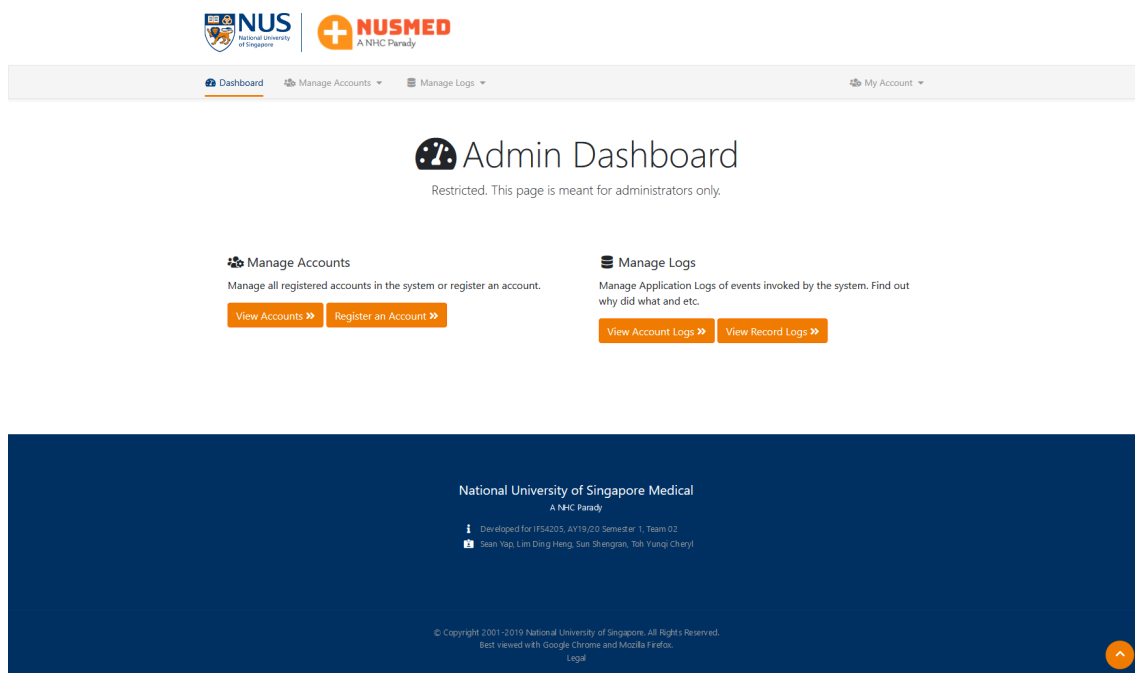 NUS
National University
of Singapore
NUSMED
A NHC Parady
Dashboard
Manage Accounts
Manage Logs
My Account
Admin Dashboard
Restricted. This page is meant for administrators only.
Manage Accounts
Manage all registered accounts in the system or register an account.
View Accounts »
Register an Account »
Manage Logs
Manage Application Logs of events invoked by the system. Find out
why did what and etc.
View Account Logs »
View Record Logs »
National University of Singapore Medical
A NHC Parady
Developed for IFS4205, AY19/20 Semester 1, Team 02
Sean Yap, Lim Ding Heng, Sun Shengran, Toh Yunqi Cheryl
© Copyright 2001-2019 National University of Singapore. All Rights Reserved.
Best viewed with Google Chrome and Mozilla Firefox.
Legal